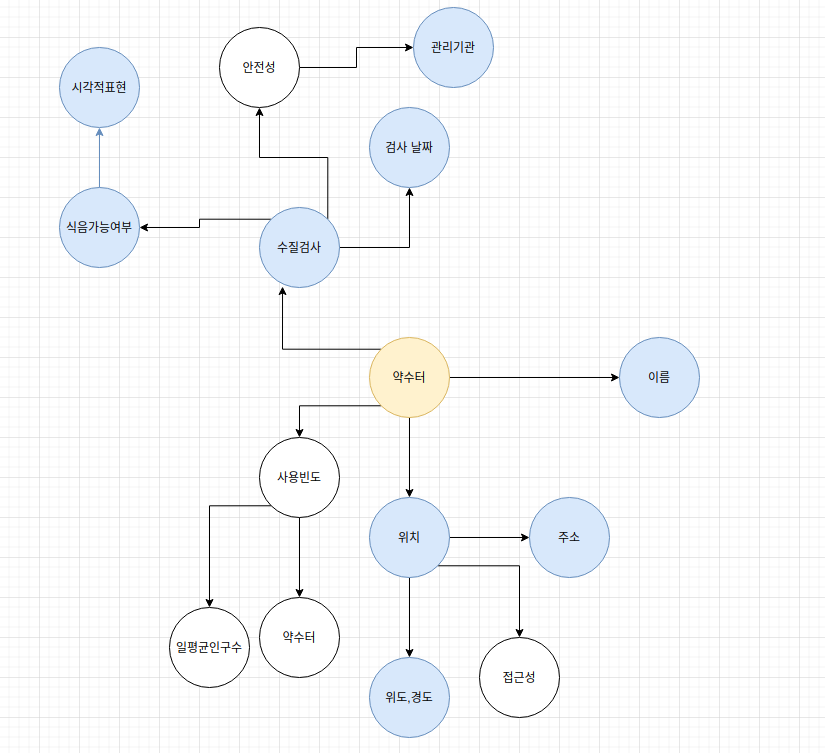 관리기관
안전성
시각적표현
검사 날짜
식음가능여부
수질검사
약수터
이름
사용빈도
위치
주소
일평균인구수
약수터
접근성
위도,경도